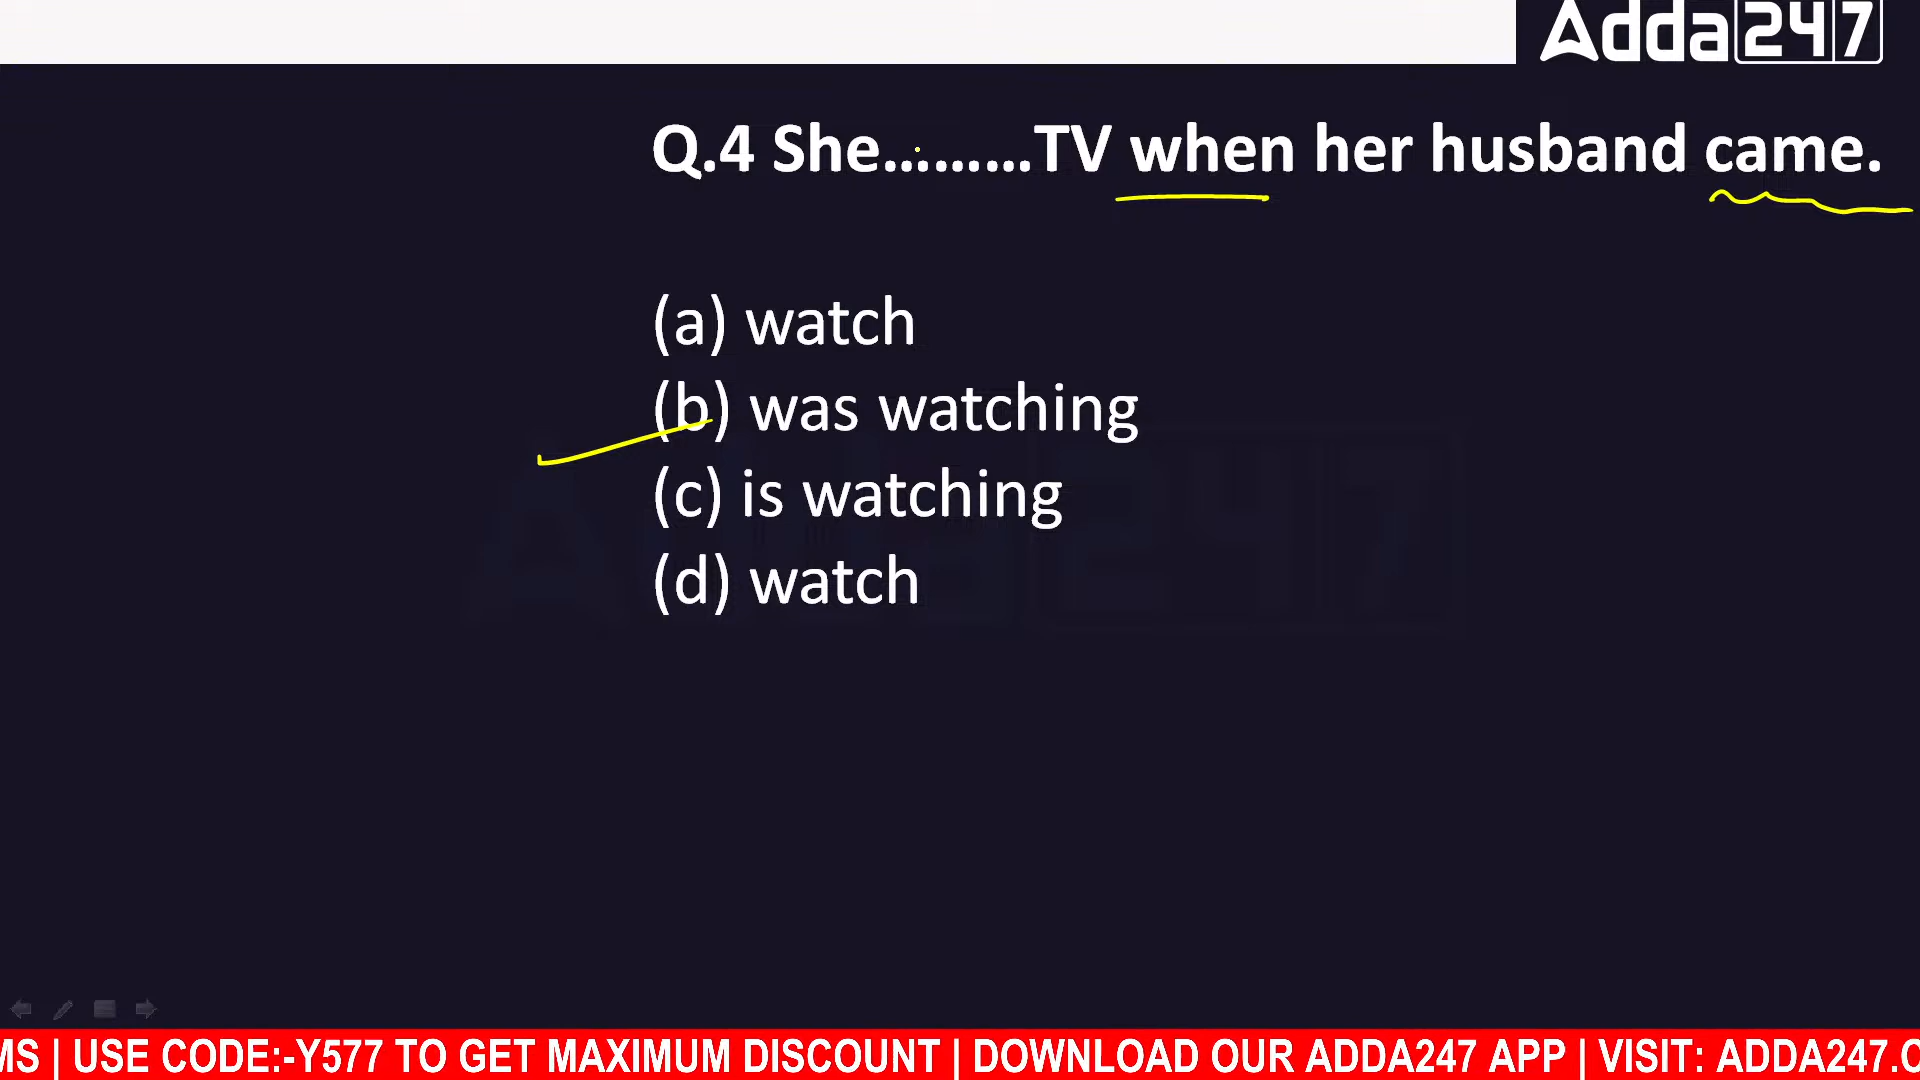 Adda247
Q.4 She.........TV when her husband came.
(a) watch
(b) was watching
(c) is watching
(d) watch
MS | USE CODE:-Y577 TO GET MAXIMUM DISCOUNT | DOWNLOAD OUR ADDA247 APP | VISIT: ADDA247.C